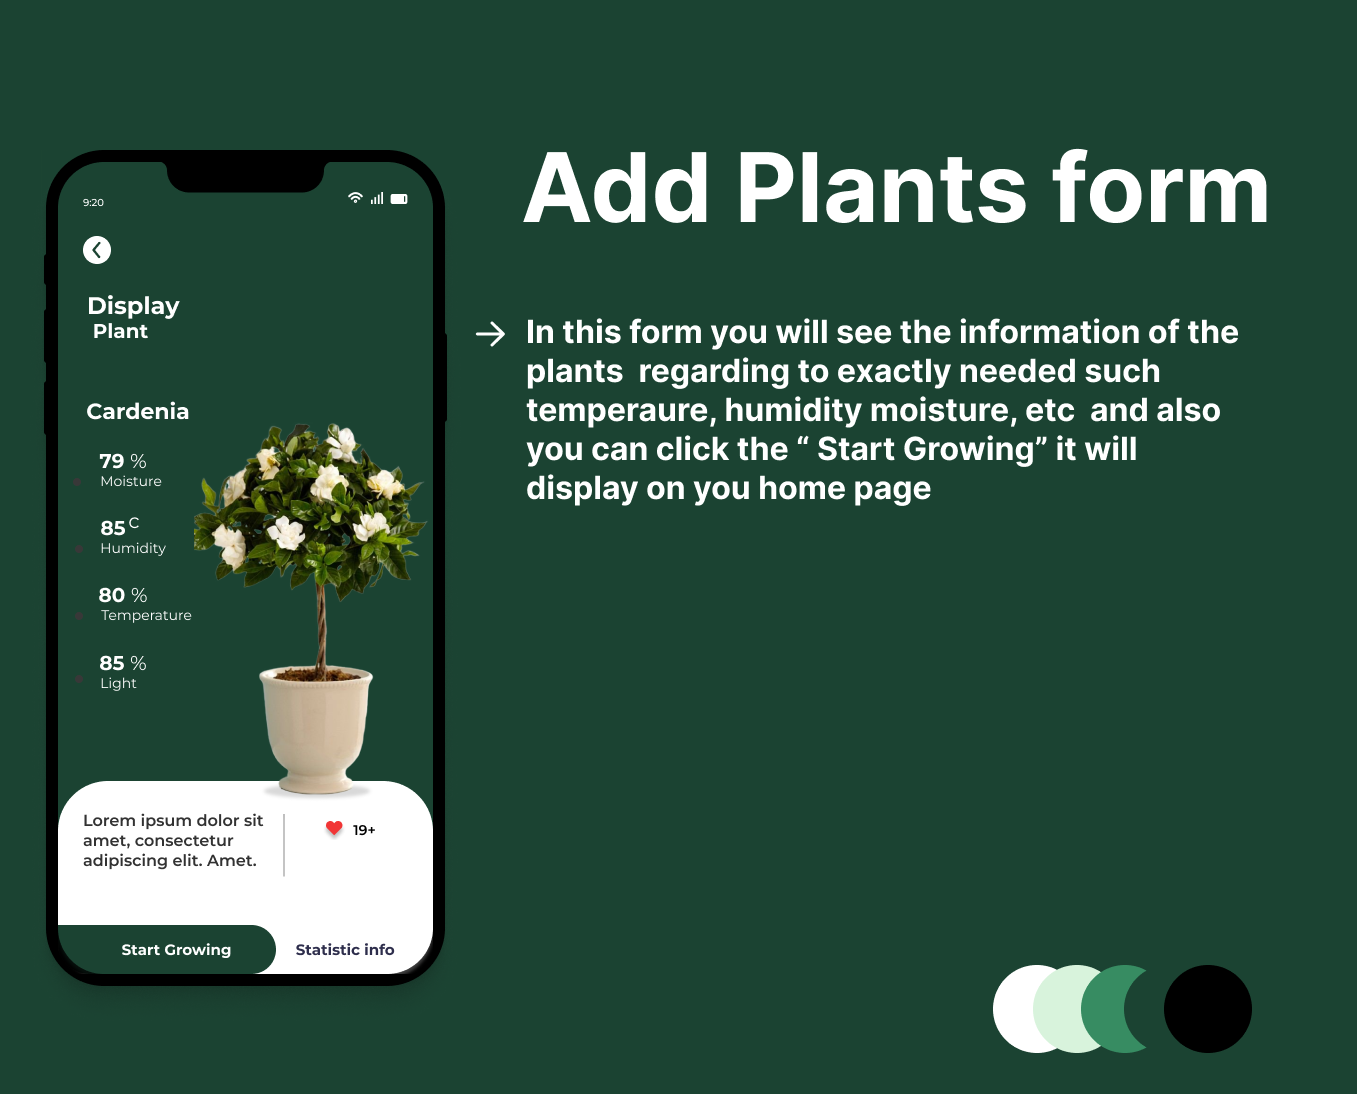 Add Plants form
In this form you will see the information of the
plants  regarding to exactly needed such
temperaure, humidity moisture, etc  and also
you can click the “ Start Growing” it will
display on you home page
9:20
Display
Plant
Cardenia
79 %
Moisture
85 C
Humidity
80 %
Temperature
85 %
Light
Lorem ipsum dolor sit
amet, consectetur
adipiscing elit. Amet.
19+
Start Growing
Statistic info